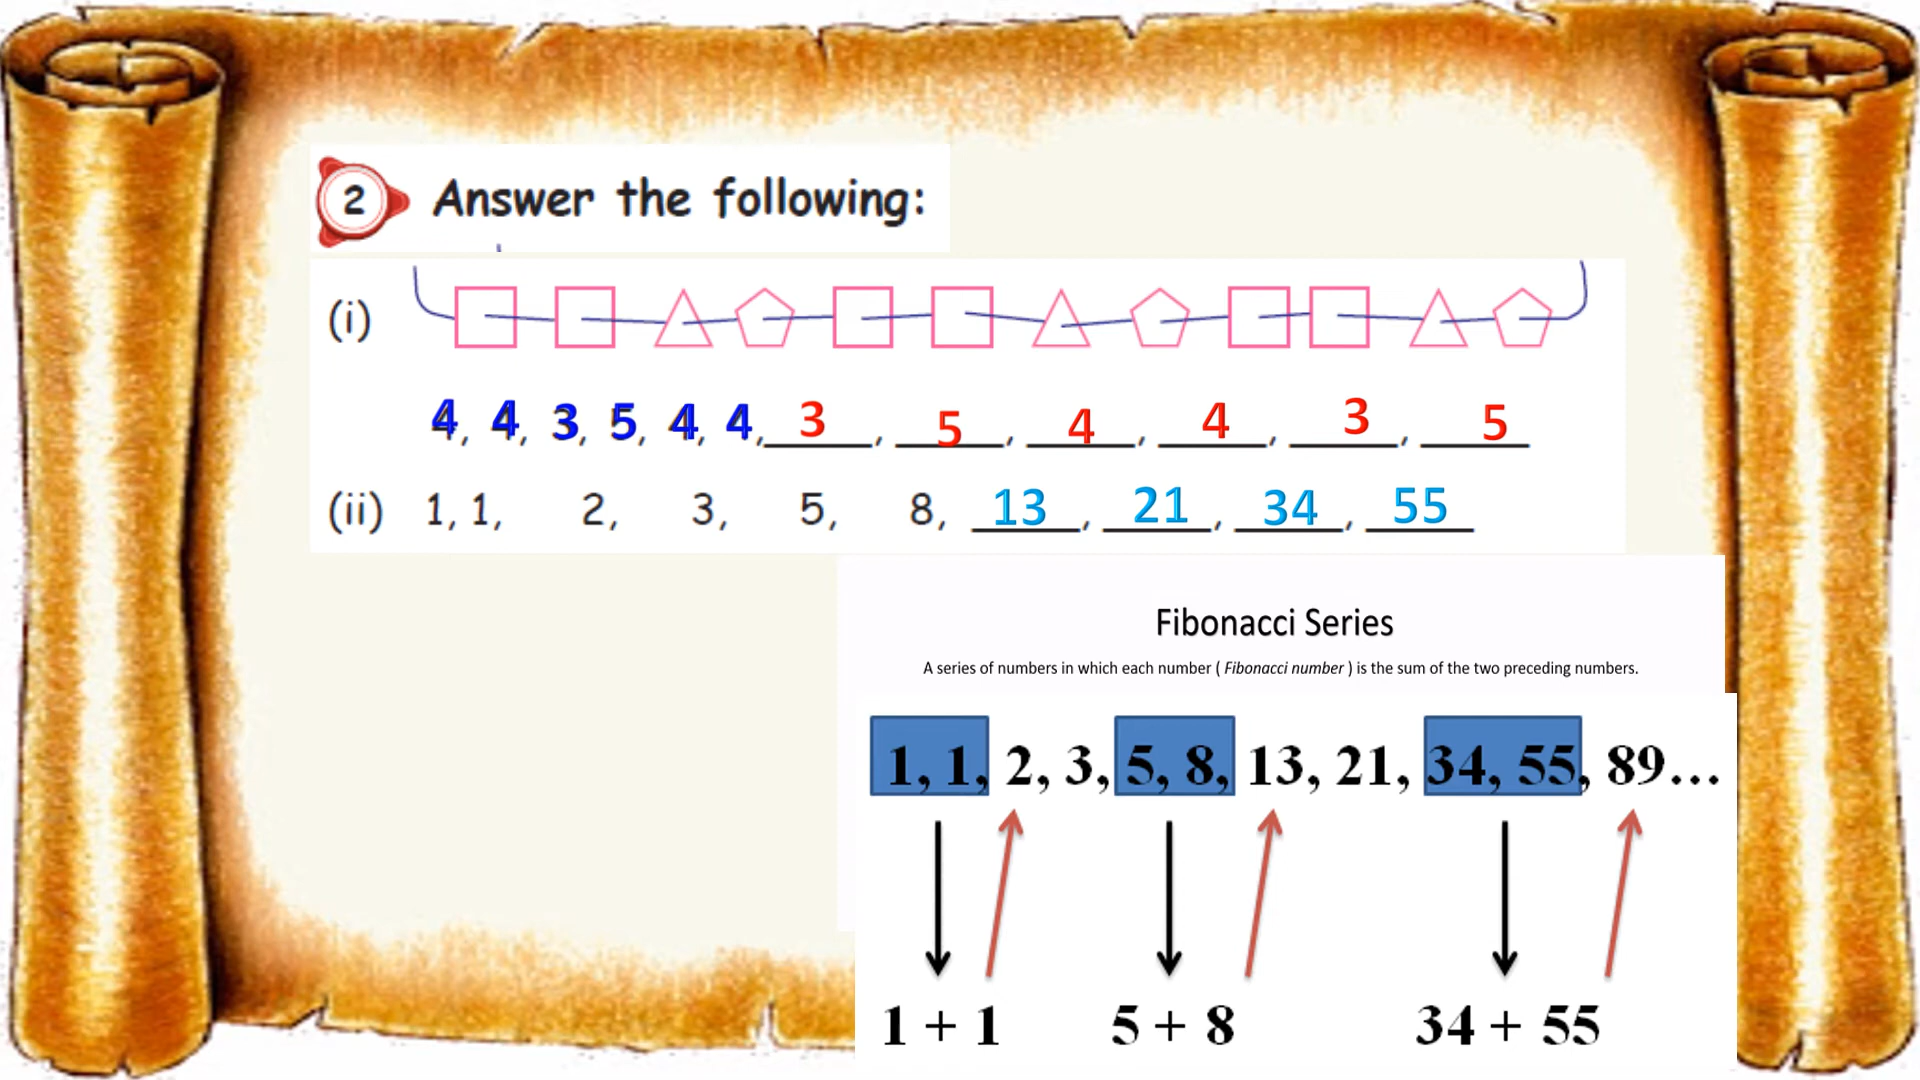 2 Answer the following:
(i)
4, 4, 3, 5, 4, 4, 3, 5, 4, 4, 3, 5
(ii) 1, 1, 2, 3, 5, 8, 13, 21, 34, 55
Fibonacci Series
A series of numbers in which each number ( Fibonacci number ) is the sum of the two preceding numbers.
1, 1, 2, 3, 5, 8, 13, 21, 34, 55, 89...
1 + 1 5 + 8 34 + 55